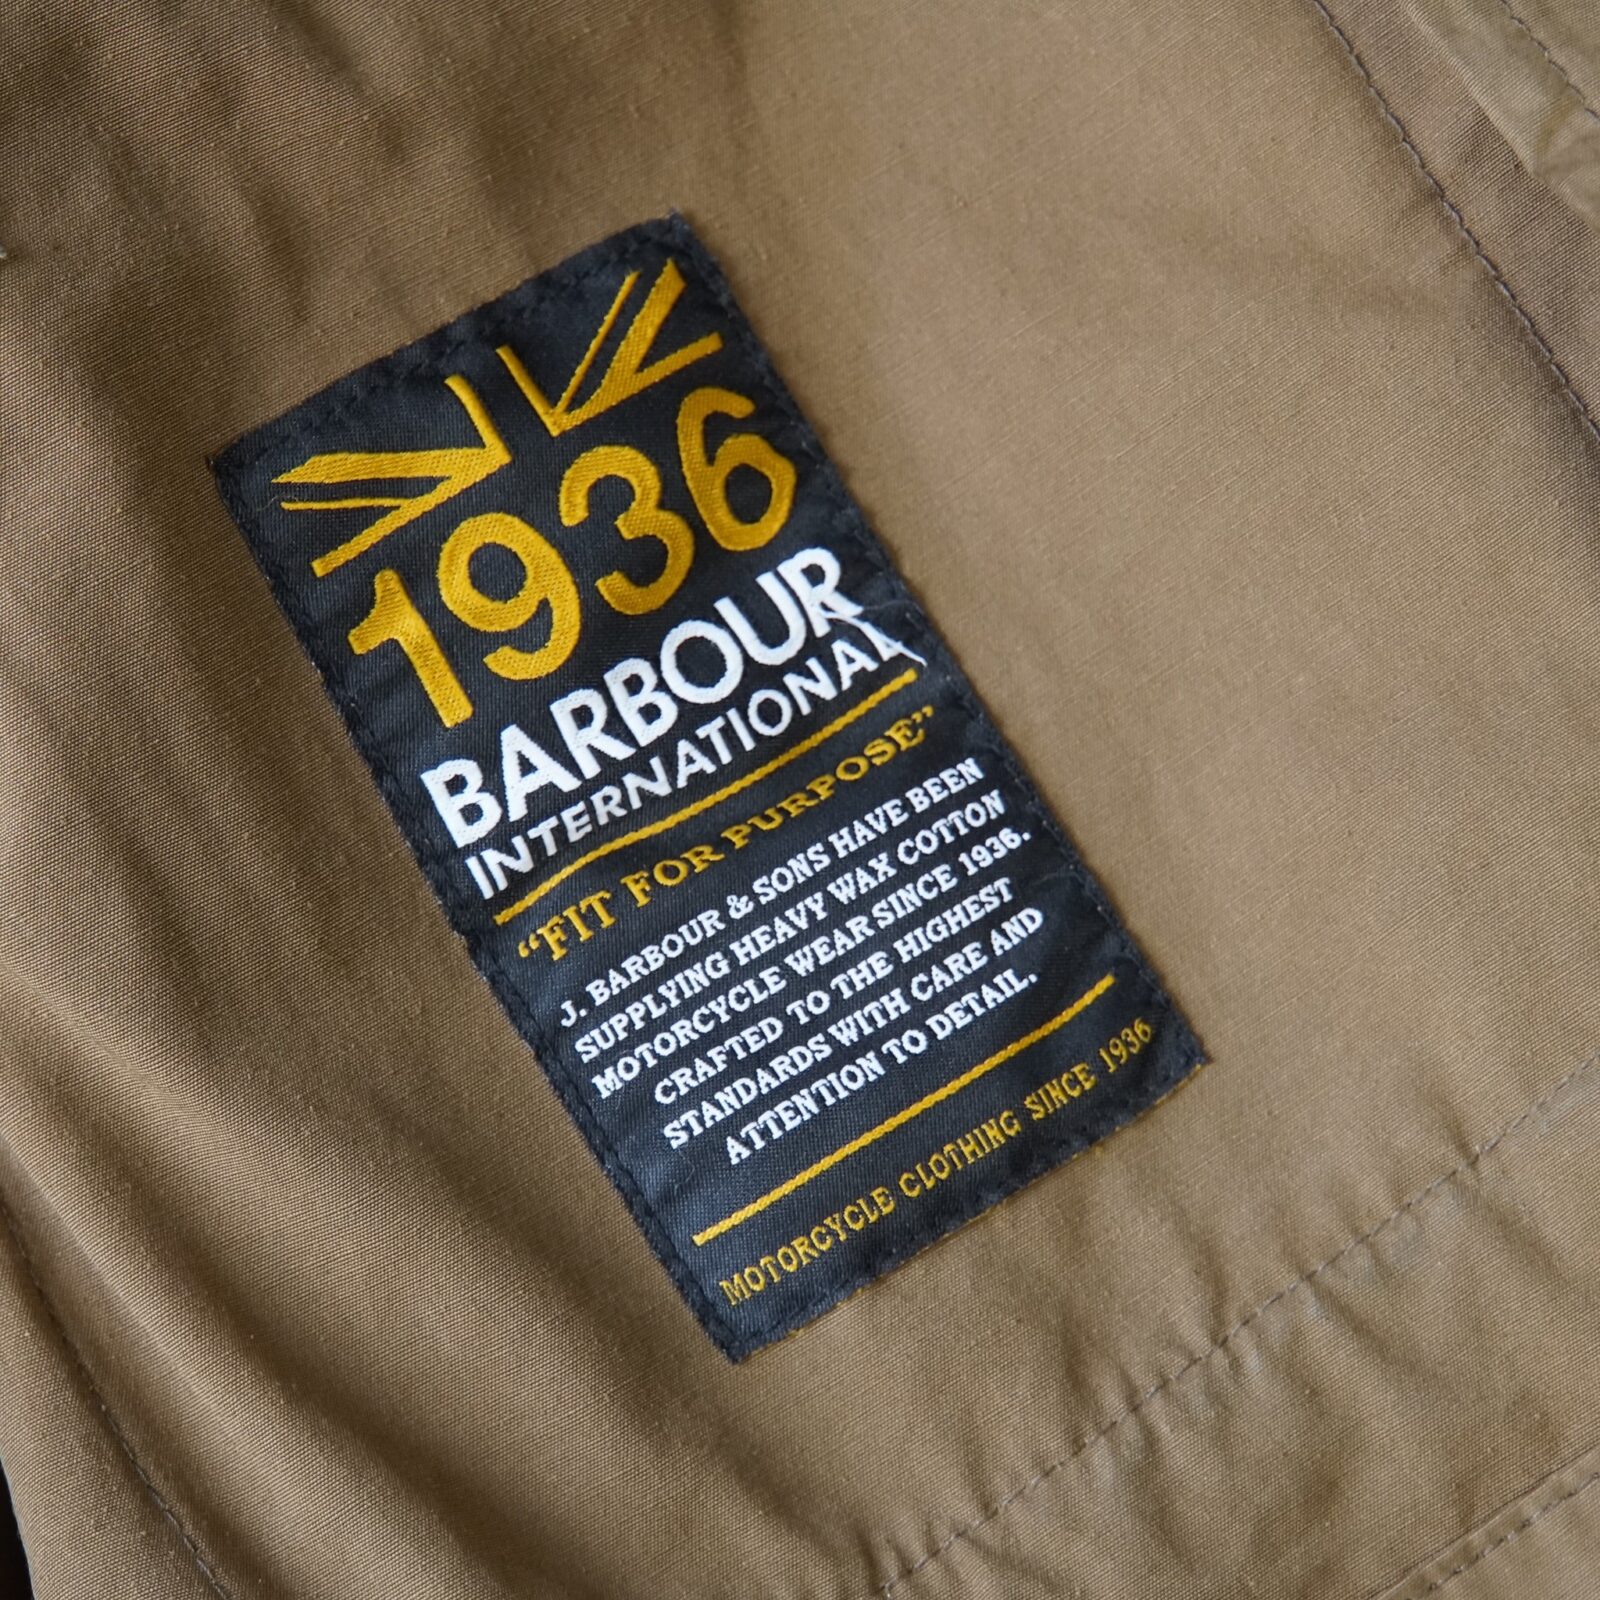 1936
BARBOUR
INTERNATIONAL
“FIT FOR PURPOSE”
J. BARBOUR & SONS HAVE BEEN
SUPPLYING HEAVY WAX COTTON
MOTORCYCLE WEAR SINCE 1936.
CRAFTED TO THE HIGHEST
STANDARDS WITH CARE AND
ATTENTION TO DETAIL.
MOTORCYCLE CLOTHING SINCE 1936